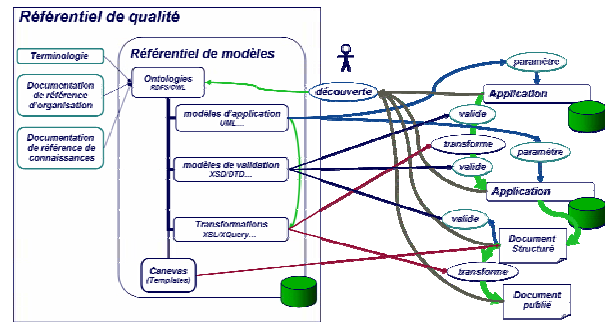 Référentiel de qualité
Référentiel de modèles
Terminologie
Documentation
de référence
d'organisation
Documentation
de référence de
connaissances
Ontologies
RDFS/OWL
modèles d'application
UML...
modèles de validation
XSD/DTD...
Transformations
XSL/XQuery...
Canevas
(Templates)
découverte
paramètre
Application
valide
transforme
valide
paramètre
Application
valide
Document
Structuré
transforme
Document
publié